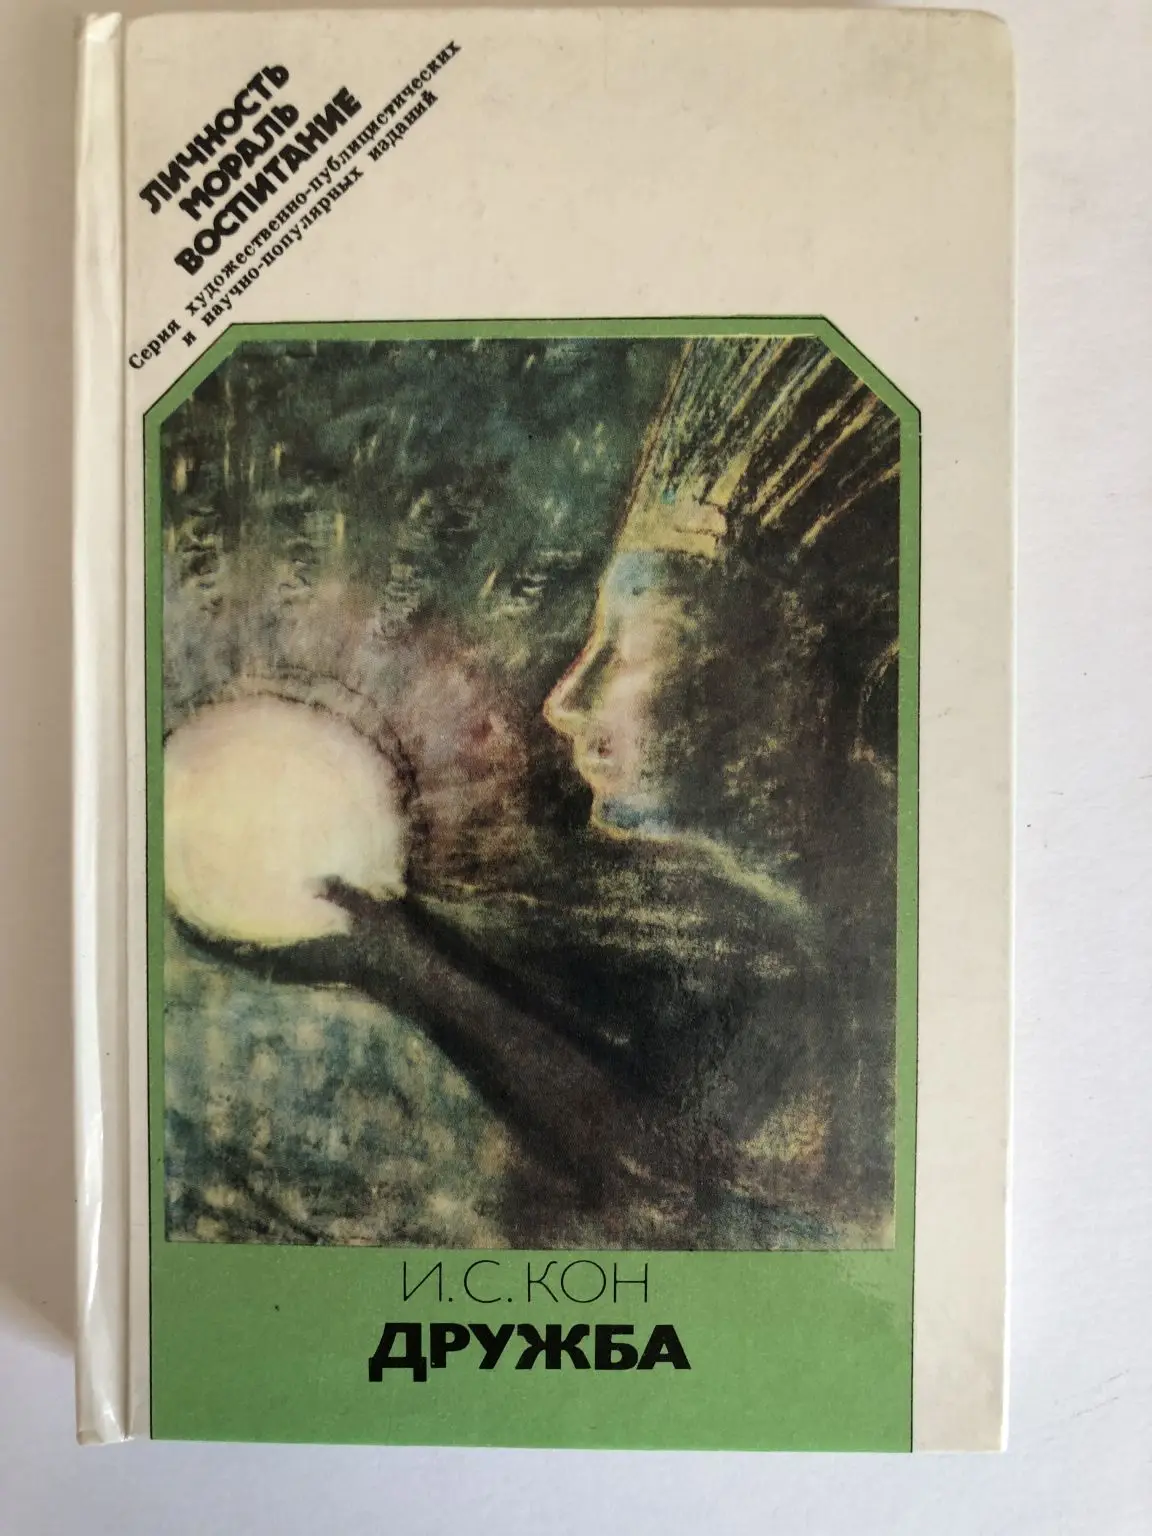 ЛИЧНОСТЬ
МОРАЛЬ
ВОСПИТАНИЕ
Серия художественно-публицистических
и научно-популярных изданий
И.С.КОН
ДРУЖБА